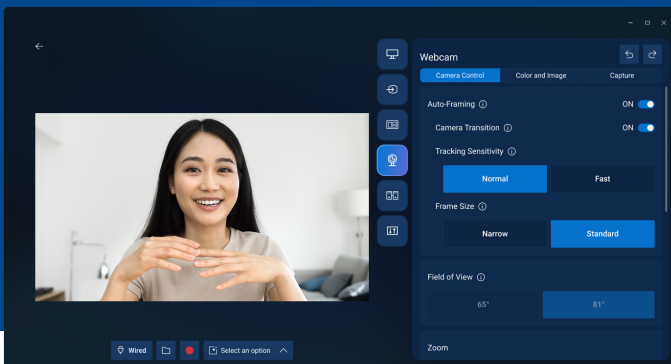 Webcam
Camera Control Color and Image Capture
Auto-Framing ON
Camera Transition ON
Tracking Sensitivity
Normal Fast
Frame Size
Narrow Standard
Field of View
65° 81°
Zoom
Wired Select an option